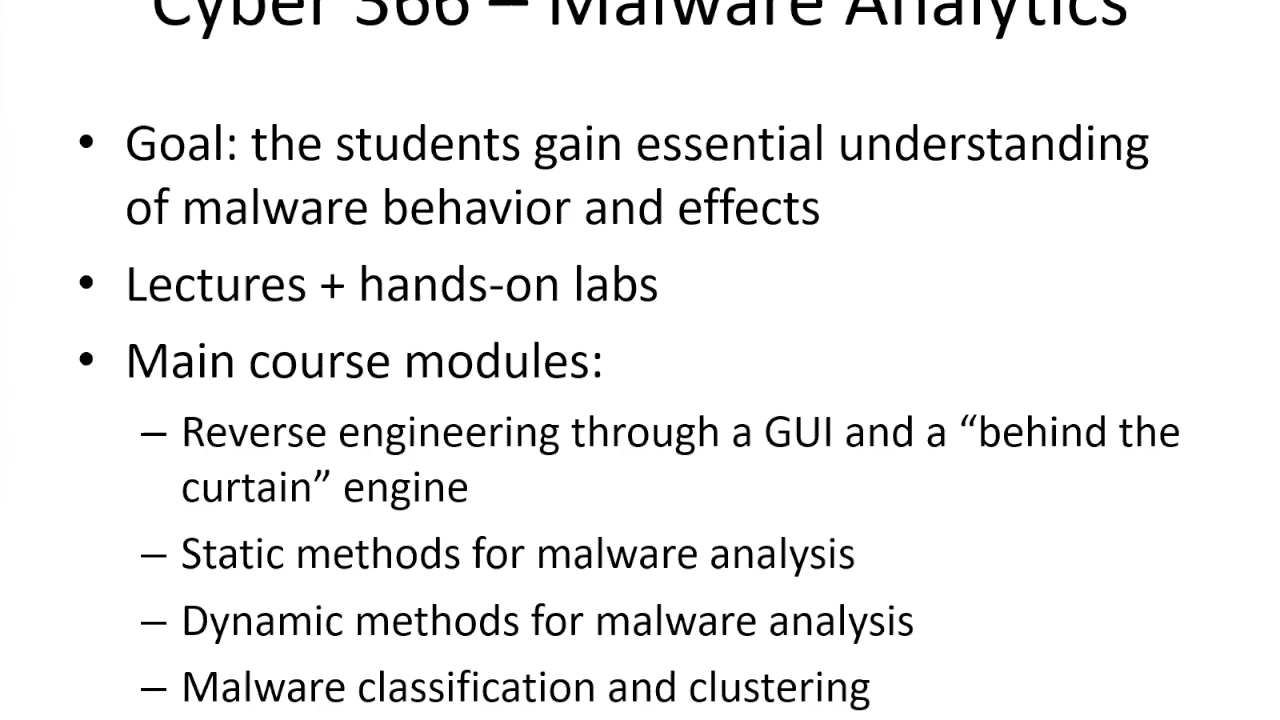 Cyber 366 – Malware Analytics
• Goal: the students gain essential understanding
of malware behavior and effects
• Lectures + hands-on labs
• Main course modules:
– Reverse engineering through a GUI and a “behind the
curtain” engine
– Static methods for malware analysis
– Dynamic methods for malware analysis
– Malware classification and clustering